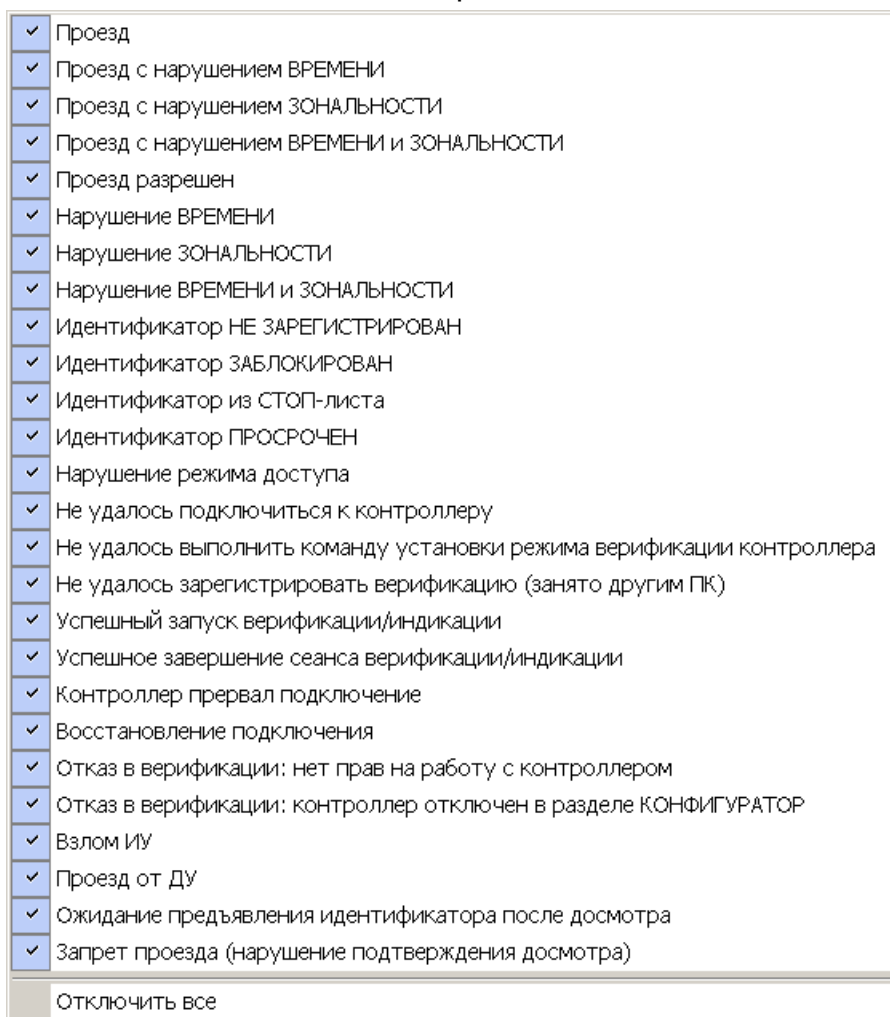 Проезд
Проезд с нарушением ВРЕМЕНИ
Проезд с нарушением ЗОНАЛЬНОСТИ
Проезд с нарушением ВРЕМЕНИ и ЗОНАЛЬНОСТИ
Проезд разрешен
Нарушение ВРЕМЕНИ
Нарушение ЗОНАЛЬНОСТИ
Нарушение ВРЕМЕНИ и ЗОНАЛЬНОСТИ
Идентификатор НЕ ЗАРЕГИСТРИРОВАН
Идентификатор ЗАБЛОКИРОВАН
Идентификатор из СТОП-листа
Идентификатор ПРОСРОЧЕН
Нарушение режима доступа
Не удалось подключиться к контроллеру
Не удалось выполнить команду установки режима верификации контроллера
Не удалось зарегистрировать верификацию (занято другим ПК)
Успешный запуск верификации/индикации
Успешное завершение сеанса верификации/индикации
Контроллер прервал подключение
Восстановление подключения
Отказ в верификации: нет прав на работу с контроллером
Отказ в верификации: контроллер отключен в разделе КОНФИГУРАТОР
Взлом ИУ
Проезд от ДУ
Ожидание предъявления идентификатора после досмотра
Запрет проезда (нарушение подтверждения досмотра)
Отключить все